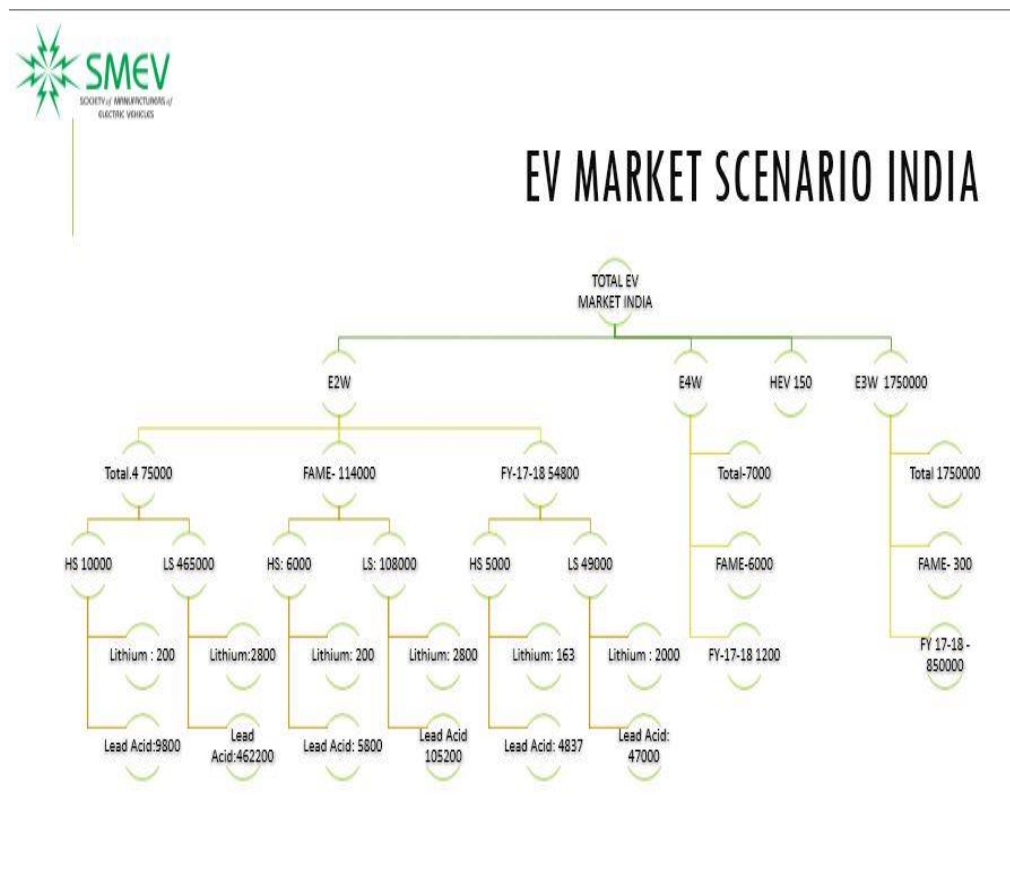 SMEV
SOCIETY of MANUFACTURERS of
ELECTRIC VEHICLES
EV MARKET SCENARIO INDIA
TOTAL EV
MARKET INDIA
E2W
E4W
HEV 150
E3W 1750000
Total.4 75000
FAME- 114000
FY-17-18 54800
Total-7000
Total 1750000
HS 10000
LS 465000
HS: 6000
LS: 108000
HS 5000
LS 49000
FAME-6000
FAME- 300
Lithium : 200
Lithium:2800
Lithium: 200
Lithium: 2800
Lithium: 163
Lithium : 2000
FY-17-18 1200
FY 17-18 -
850000
Lead Acid:9800
Lead
Acid:462200
Lead Acid: 5800
Lead Acid
105200
Lead Acid: 4837
Lead Acid:
47000